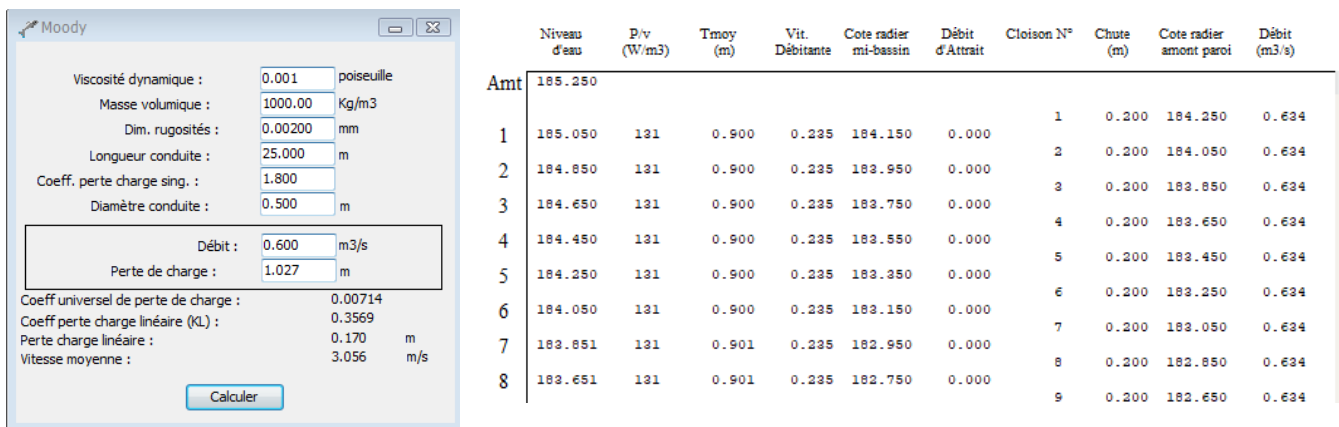 Moody
Viscosité dynamique : 0.001 poiseuille
Masse volumique : 1000.00 Kg/m3
Dim. rugosités : 0.00200 mm
Longueur conduite : 25.000 m
Coeff. perte charge sing. : 1.800
Diamètre conduite : 0.500 m
Débit : 0.600 m3/s
Perte de charge : 1.027 m
Coeff universel de perte de charge : 0.00714
Coeff perte charge linéaire (KL) : 0.3569
Perte charge linéaire : 0.170 m
Vitesse moyenne : 3.056 m/s
Calculer
Niveau P/v Tmoy Vit. Cote radier Débit Cloison N° Chute Cote radier Débit
d'eau (W/m3) (m) Débitante mi-bassin d'Attrait (m) amont paroi (m3/s)
Amt 185.250
1 0.200 184.250 0.634
1 185.050 131 0.900 0.235 184.150 0.000
2 0.200 184.050 0.634
2 184.850 131 0.900 0.235 183.950 0.000
3 0.200 183.850 0.634
3 184.650 131 0.900 0.235 183.750 0.000
4 0.200 183.650 0.634
4 184.450 131 0.900 0.235 183.550 0.000
5 0.200 183.450 0.634
5 184.250 131 0.900 0.235 183.350 0.000
6 0.200 183.250 0.634
6 184.050 131 0.900 0.235 183.150 0.000
7 0.200 183.050 0.634
7 183.851 131 0.901 0.235 182.950 0.000
8 0.200 182.850 0.634
8 183.651 131 0.901 0.235 182.750 0.000
9 0.200 182.650 0.634